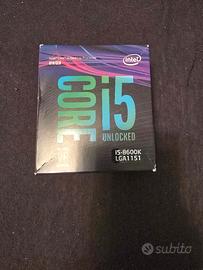 intel
CORE
i5
UNLOCKED
i5-8600K
LGA1151
subito